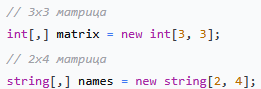 // 3x3 матрица
int[,] matrix = new int[3, 3];
// 2x4 матрица
string[,] names = new string[2, 4];